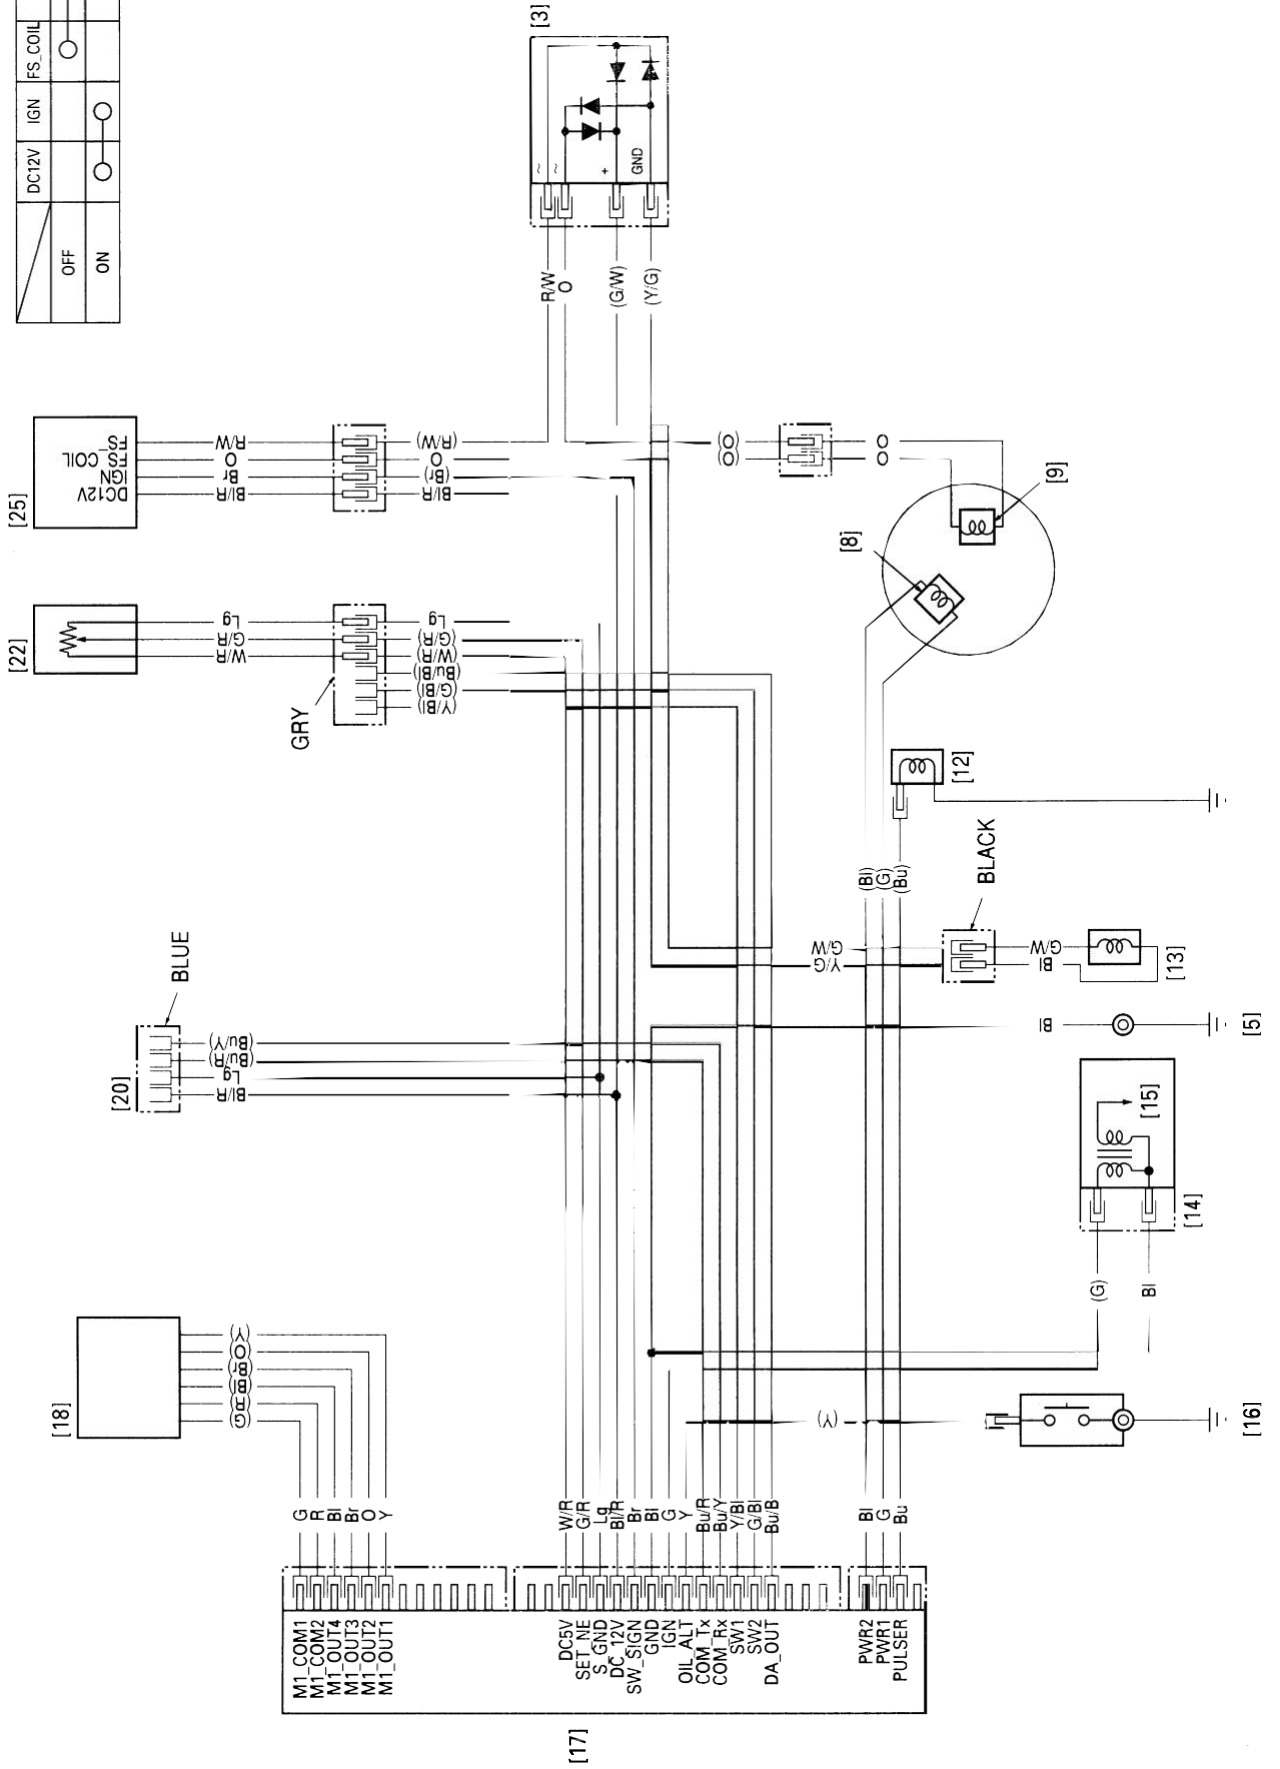 DC12V IGN FS_COIL
OFF
ON
[3]
~
~
+
GND
R/W
O
(G/W)
(Y/G)
[25]
DC12V
IGN
FS_COIL
FS_
R/W
O
Br
Bl/R
(R/W)
O
(Br)
Bl/R
(O)
(O)
O
O
[9]
[8]
[22]
Lg
G/R
W/R
GRY
Lg
(G/R)
(W/R)
(Bu/Bl)
(G/Bl)
(Y/Bl)
[12]
(Bl)
(G)
(Bu)
BLACK
G/W
Y/G
G/W
Bl
[13]
BLUE
[20]
(Bu/Y)
(Bu/R)
Lg
Bl/R
Bl
[5]
[15]
[14]
(G)
Bl
[18]
(Y)
(O)
(Br)
(Bl)
(R)
(G)
(Y)
[16]
G
R
Bl
Br
O
Y
W/R
G/R
Lg
Bl/R
Br
Bl
G
Y
Bu/R
Bu/Y
Y/Bl
G/Bl
Bu/B
Bl
G
Bu
M1_COM1
M1_COM2
M1_OUT4
M1_OUT3
M1_OUT2
M1_OUT1
DC5V
SET_NE
S_GND
DC_12V
SW_SIGN
GND
IGN
OIL_ALT
COM_Tx
COM_Rx
SW1
SW2
DA_OUT
PWR2
PWR1
PULSER
[17]